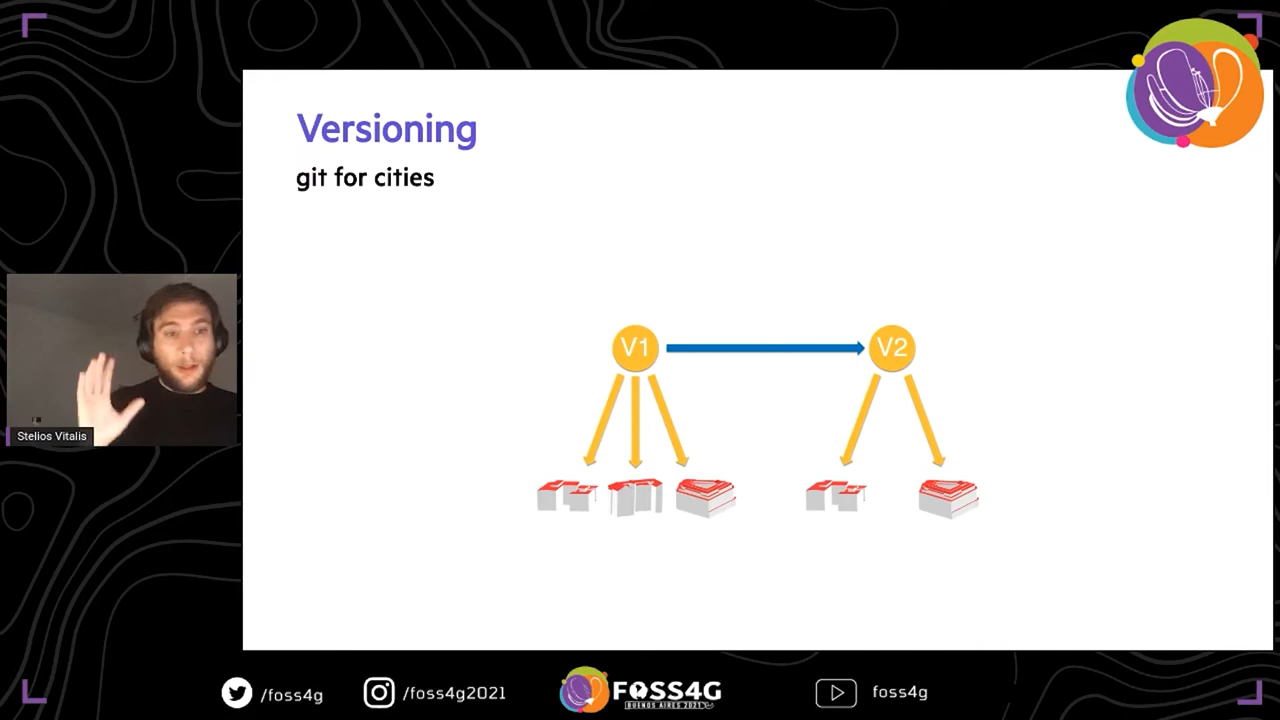 Versioning
git for cities
V1
V2
Stelios Vitalis
/foss4g
/foss4g2021
FOSS4G
BUENOS AIRES 2021
foss4g